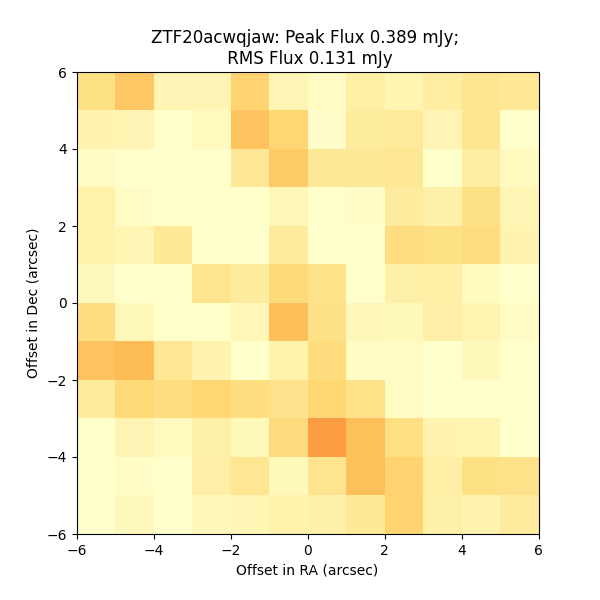 ZTF20acwqjaw: Peak Flux 0.389 mJy;
RMS Flux 0.131 mJy
6
4
2
0
−2
−4
−6
Offset in Dec (arcsec)
−6 −4 −2 0 2 4 6
Offset in RA (arcsec)